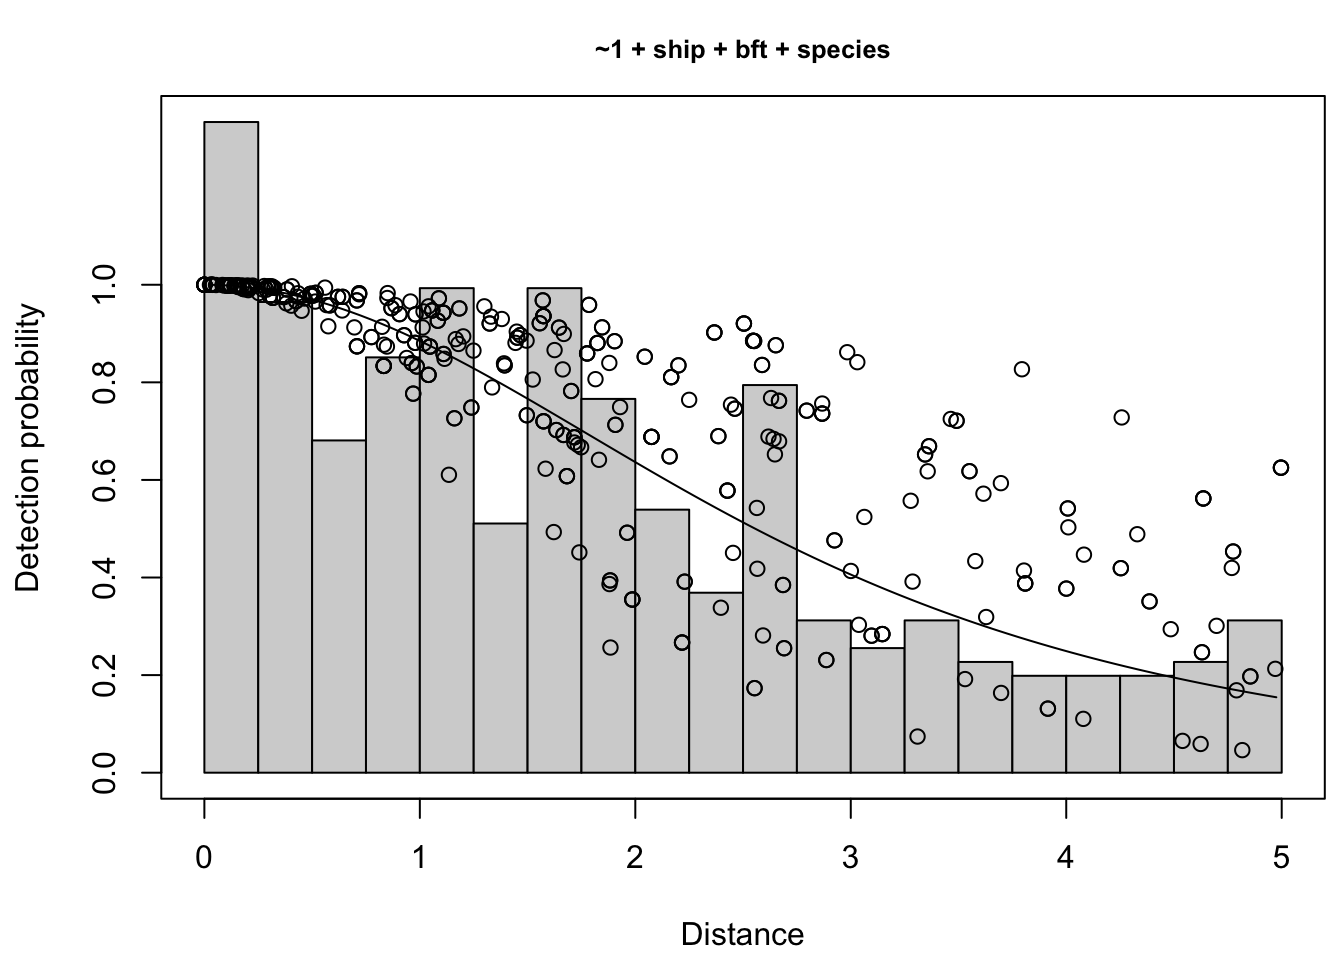 ~1 + ship + bft + species
Detection probability
1.0
0.8
0.6
0.4
0.2
0.0
0 1 2 3 4 5
Distance